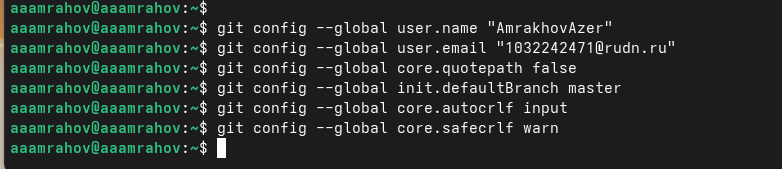 aaamrahov@aaamrahov:~$
aaamrahov@aaamrahov:~$ git config --global user.name "AmrakhovAzer"
aaamrahov@aaamrahov:~$ git config --global user.email "1032242471@rudn.ru"
aaamrahov@aaamrahov:~$ git config --global core.quotepath false
aaamrahov@aaamrahov:~$ git config --global init.defaultBranch master
aaamrahov@aaamrahov:~$ git config --global core.autocrlf input
aaamrahov@aaamrahov:~$ git config --global core.safecrlf warn
aaamrahov@aaamrahov:~$